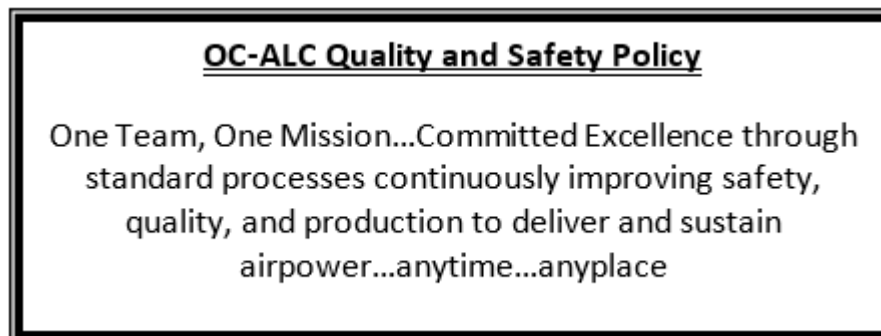 OC-ALC Quality and Safety Policy
One Team, One Mission...Committed Excellence through
standard processes continuously improving safety,
quality, and production to deliver and sustain
airpower...anytime...anyplace